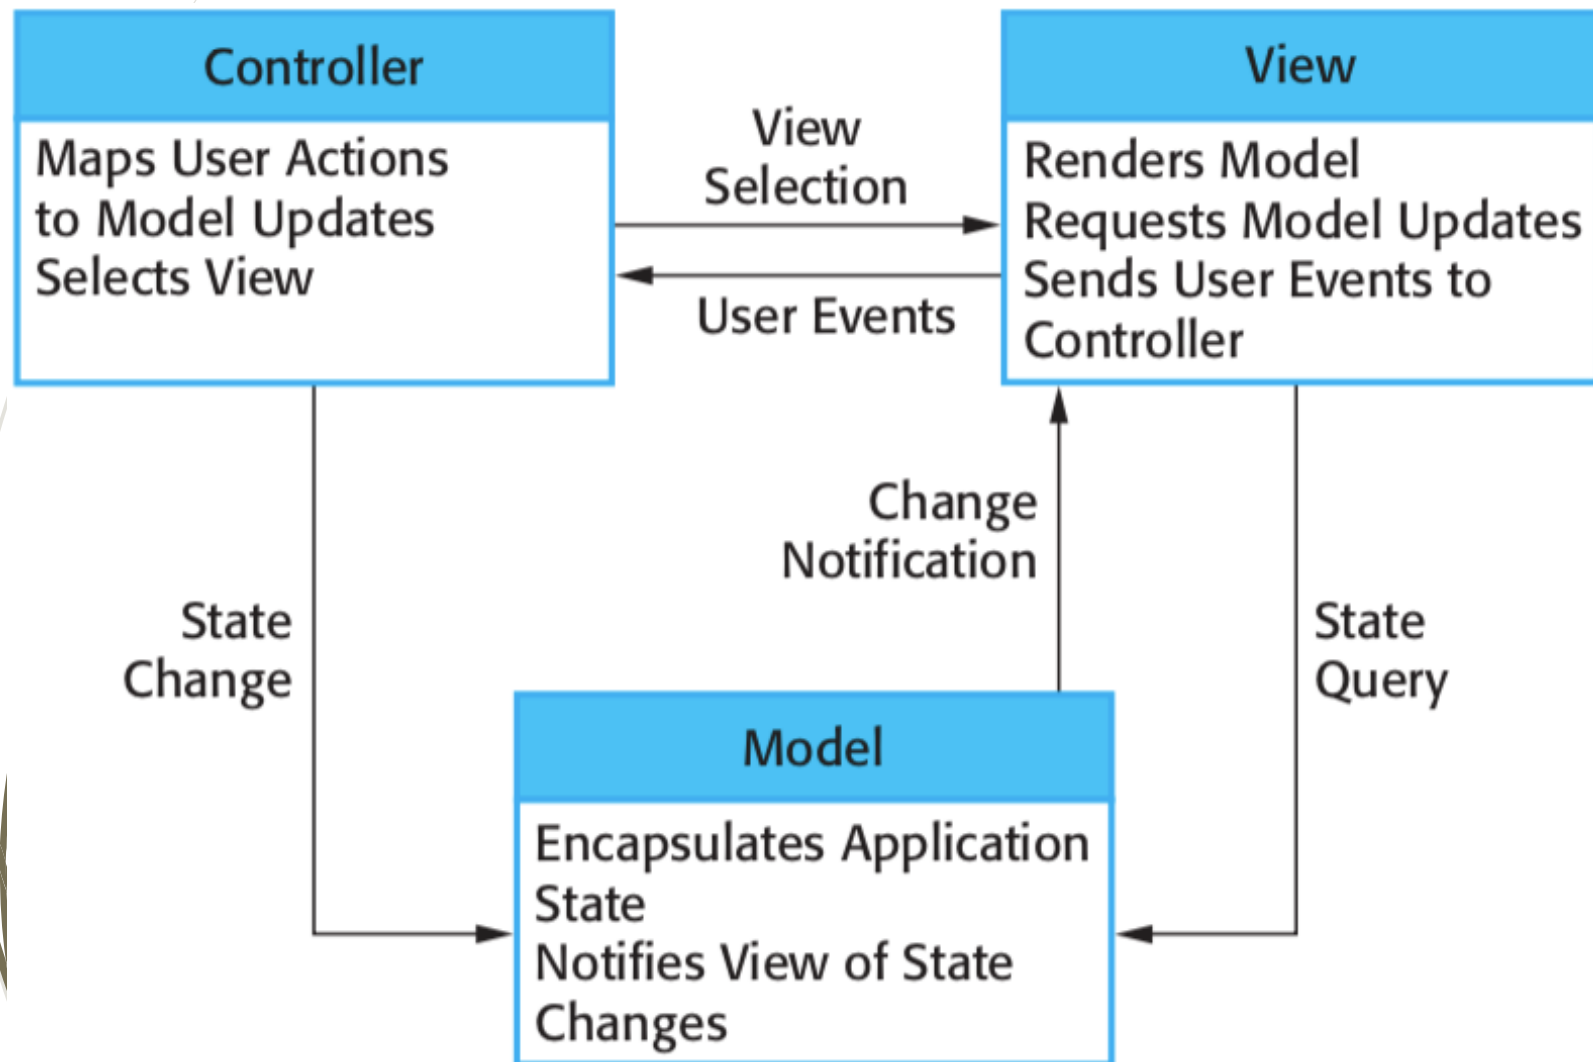 Controller
Maps User Actions
to Model Updates
Selects View
View
Selection
User Events
View
Renders Model
Requests Model Updates
Sends User Events to
Controller
State
Change
Change
Notification
State
Query
Model
Encapsulates Application
State
Notifies View of State
Changes